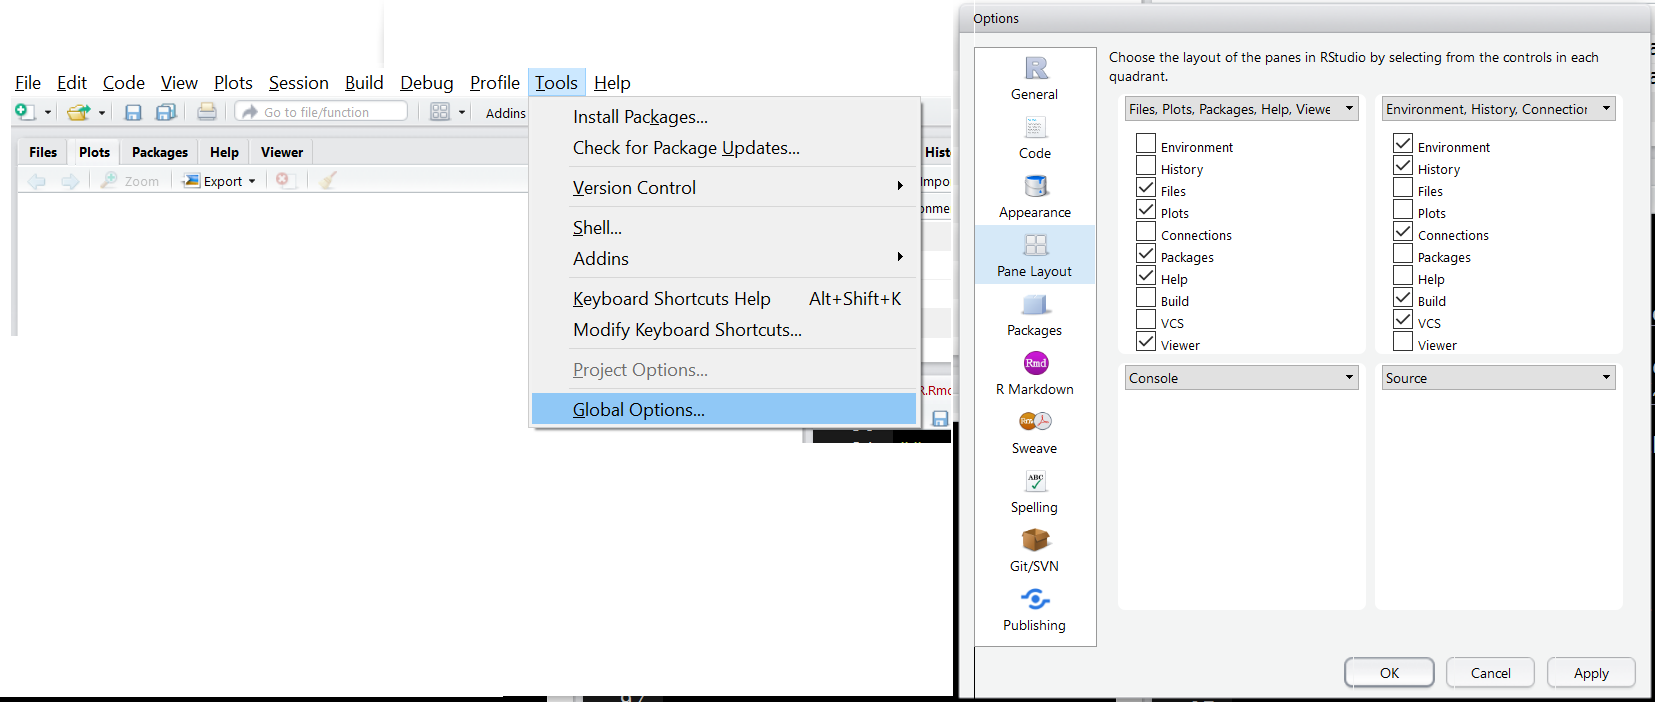 File Edit Code View Plots Session Build Debug Profile Tools Help
Go to file/function Addins
Files Plots Packages Help Viewer
Zoom Export
Install Packages...
Check for Package Updates...
Version Control
Shell...
Addins
Keyboard Shortcuts Help Alt+Shift+K
Modify Keyboard Shortcuts...
Project Options...
Global Options...
Options
General
Code
Appearance
Pane Layout
Packages
Rmd
R Markdown
Sweave
ABC
Spelling
Git/SVN
Publishing
Choose the layout of the panes in RStudio by selecting from the controls in each
quadrant.
Files, Plots, Packages, Help, Viewe
Environment
History
Files
Plots
Connections
Packages
Help
Build
VCS
Viewer
Environment, History, Connection
Environment
History
Files
Plots
Connections
Packages
Help
Build
VCS
Viewer
Console
Source
OK Cancel Apply